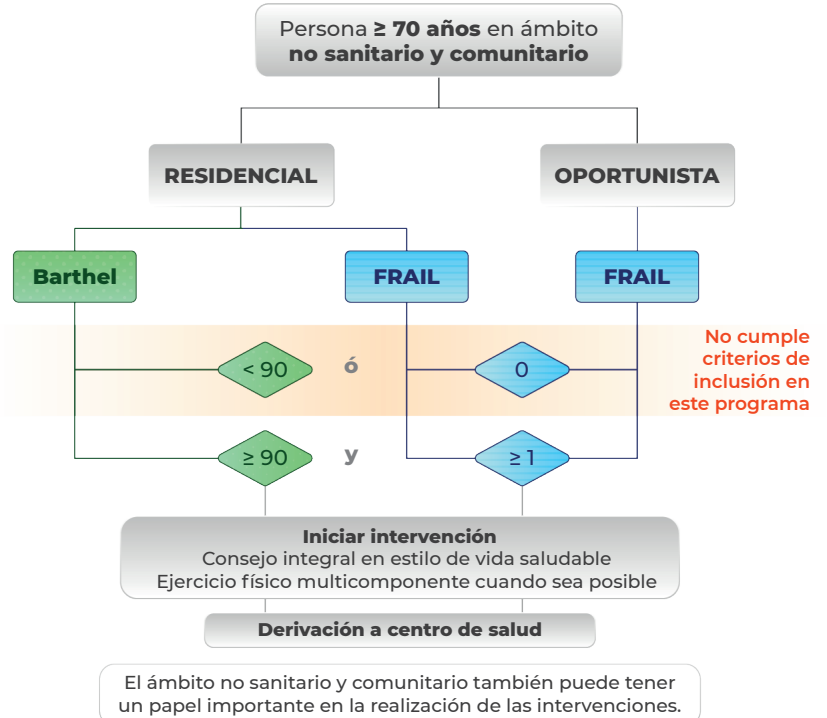 Persona ≥ 70 años en ámbito
no sanitario y comunitario
RESIDENCIAL
OPORTUNISTA
Barthel
FRAIL
FRAIL
No cumple
criterios de
inclusión en
este programa
< 90
ó
0
≥ 90
y
≥ 1
Iniciar intervención
Consejo integral en estilo de vida saludable
Ejercicio físico multicomponente cuando sea posible
Derivación a centro de salud
El ámbito no sanitario y comunitario también puede tener
un papel importante en la realización de las intervenciones.